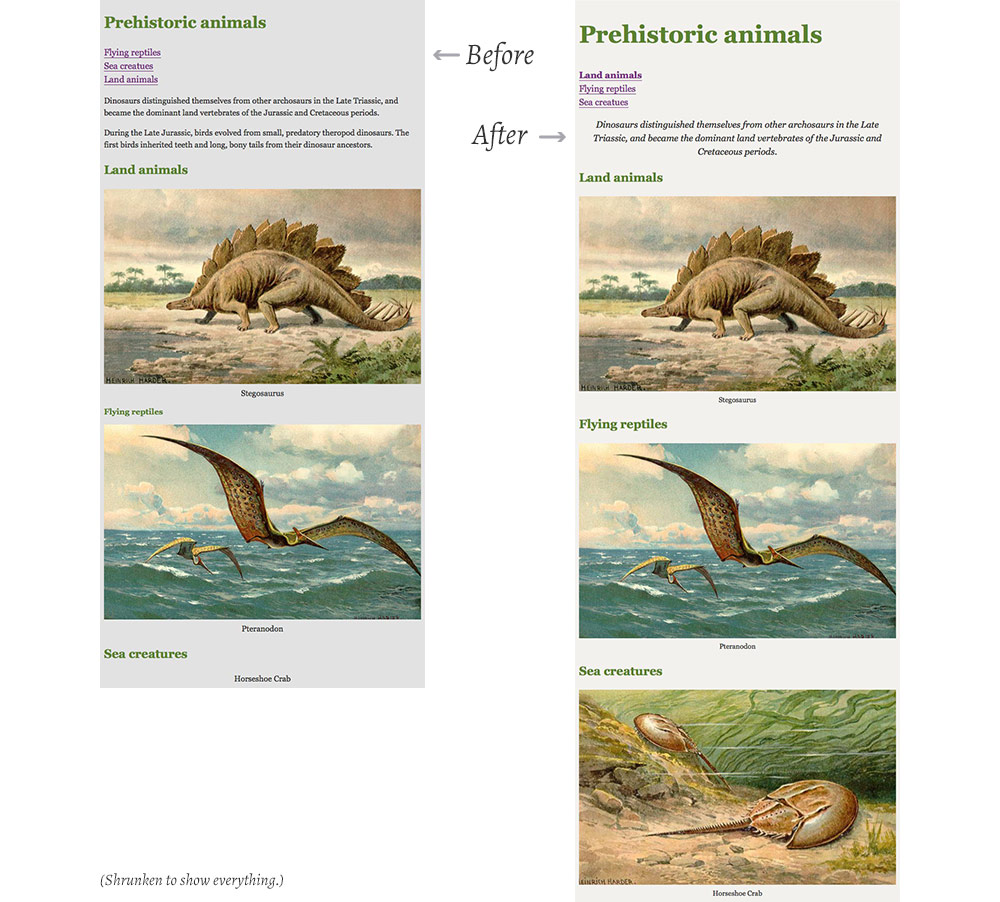 Prehistoric animals
Flying reptiles
Sea creatues
Land animals
Dinosaurs distinguished themselves from other archosaurs in the Late Triassic, and
became the dominant land vertebrates of the Jurassic and Cretaceous periods.
During the Late Jurassic, birds evolved from small, predatory theropod dinosaurs. The
first birds inherited teeth and long, bony tails from their dinosaur ancestors.
Land animals
HEINRICH HARDER.
Stegosaurus
Flying reptiles
HEINRICH HARDER
Pteranodon
Sea creatures
Horseshoe Crab
(Shrunken to show everything.)
← Before
After →
Prehistoric animals
Land animals
Flying reptiles
Sea creatues
Dinosaurs distinguished themselves from other archosaurs in the Late
Triassic, and became the dominant land vertebrates of the Jurassic and
Cretaceous periods.
Land animals
HEINRICH HARDER.
Stegosaurus
Flying reptiles
HEINRICH HARDER
Pteranodon
Sea creatures
HEINRICH HARDER.
Horseshoe Crab